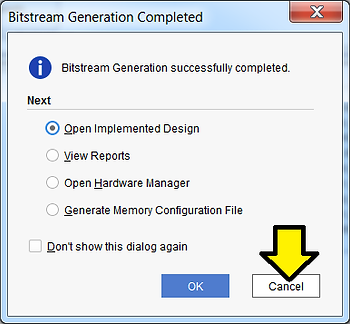 Bitstream Generation Completed
Bitstream Generation successfully completed.
Next
Open Implemented Design
View Reports
Open Hardware Manager
Generate Memory Configuration File
Don't show this dialog again
OK
Cancel